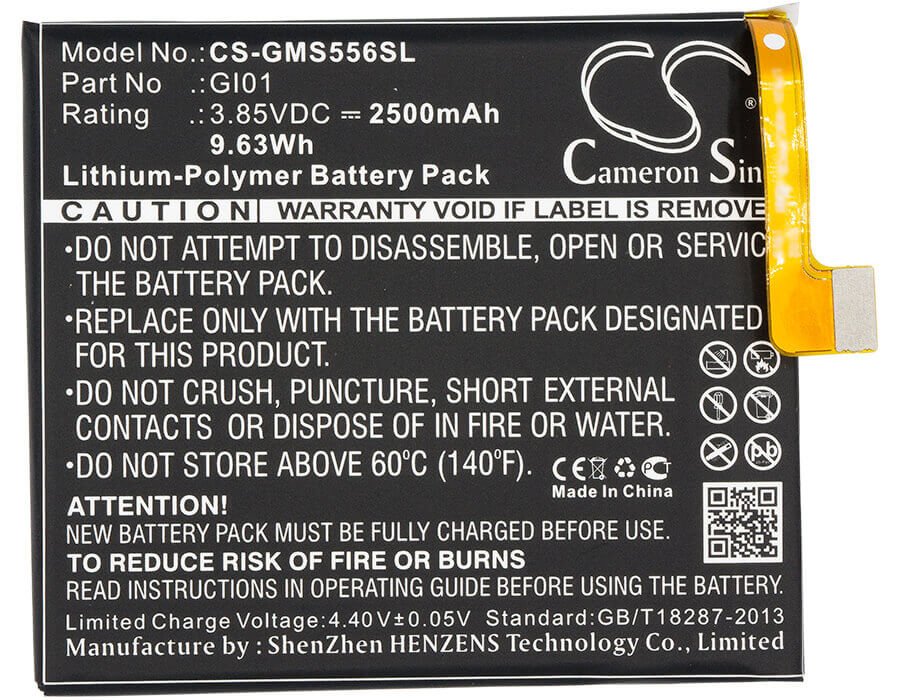 Model No.:CS-GMS556SL
Part No .:GI01
Rating .:3.85VDC ⎓ 2500mAh
9.63Wh
Lithium-Polymer Battery Pack
Cameron Sin
CAUTION | WARRANTY VOID IF LABEL IS REMOVE
•DO NOT ATTEMPT TO DISASSEMBLE, OPEN OR SERVIC
THE BATTERY PACK.
•REPLACE ONLY WITH THE BATTERY PACK DESIGNATED
FOR THIS PRODUCT.
•DO NOT CRUSH, PUNCTURE, SHORT EXTERNAL
CONTACTS OR DISPOSE OF IN FIRE OR WATER.
•DO NOT STORE ABOVE 60°C (140°F).
CE PCT
Made In China
Pb
ATTENTION!
NEW BATTERY PACK MUST BE FULLY CHARGED BEFORE USE.
TO REDUCE RISK OF FIRE OR BURNS
READ INSTRUCTIONS IN OPERATING GUIDE BEFORE USING THE BATTERY.
Limited Charge Voltage:4.40V±0.05V Standard:GB/T18287-2013
Manufacture by: ShenZhen HENZENS Technology Co., Limited